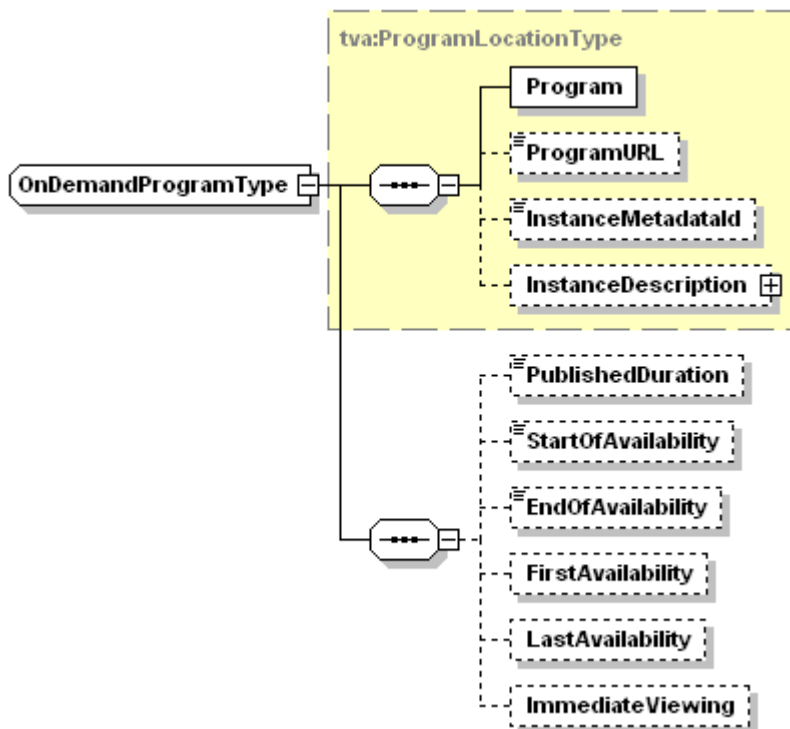 tva:ProgramLocationType
Program
ProgramURL
OnDemandProgramType
InstanceMetadataId
InstanceDescription
PublishedDuration
StartOfAvailability
EndOfAvailability
FirstAvailability
LastAvailability
ImmediateViewing